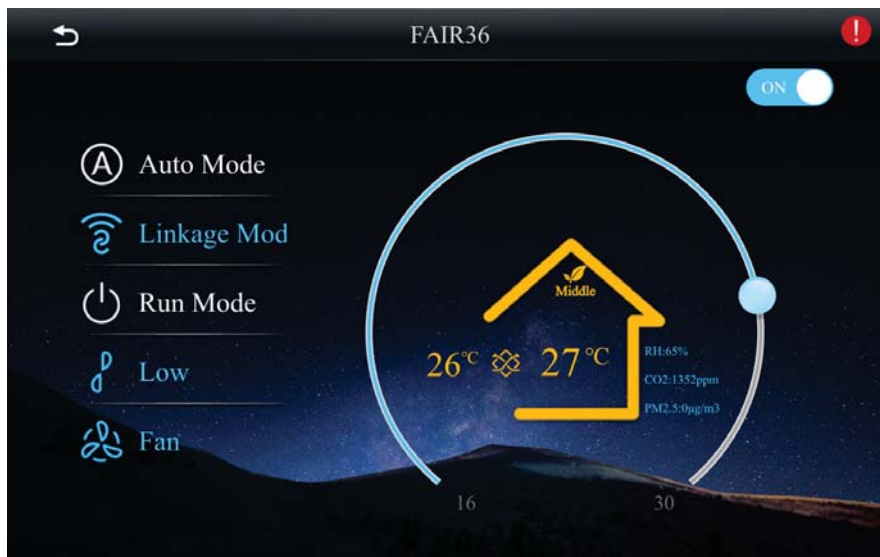 FAIR36
!
ON
A Auto Mode
Linkage Mod
Run Mode
Low
Fan
Middle
26℃ 27℃
RH:65%
CO2:1352ppm
PM2.5:0μg/m3
16 30